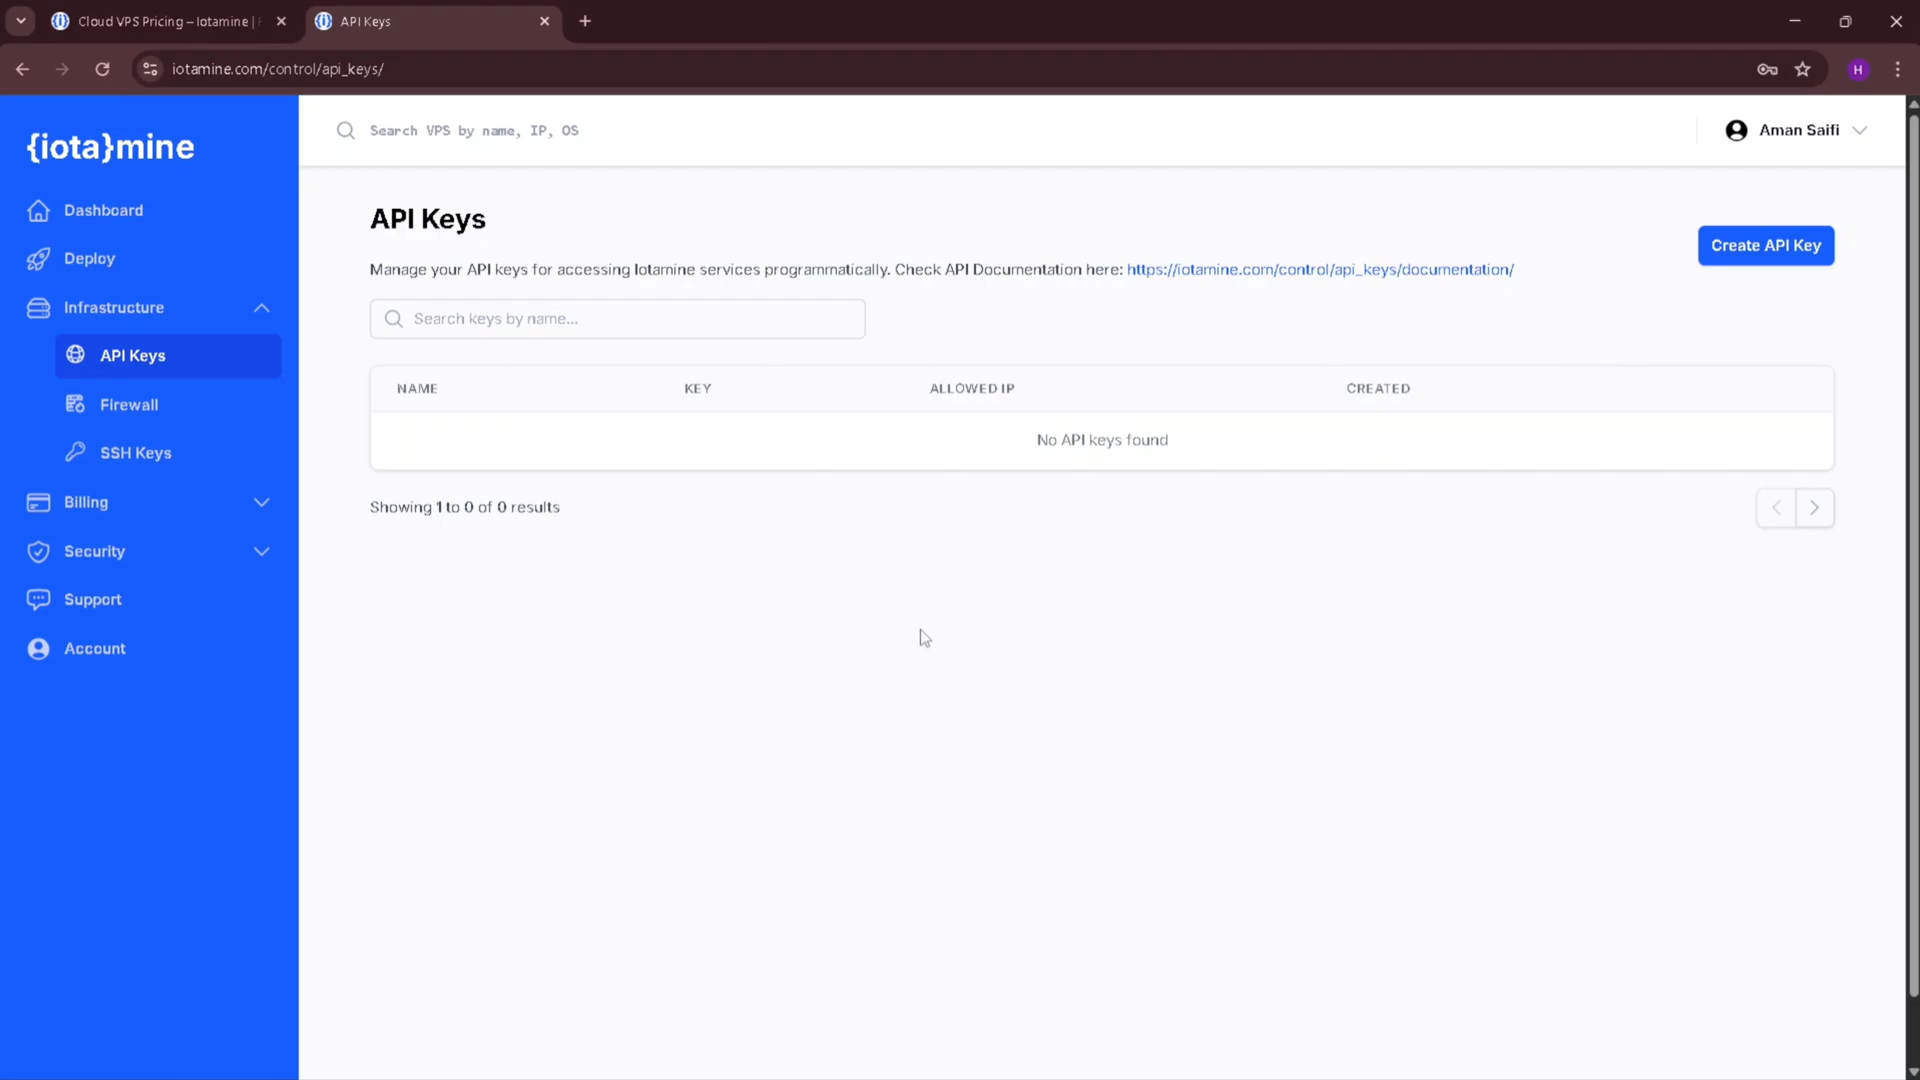 Cloud VPS Pricing – Iotamine |
API Keys
iotamine.com/control/api_keys/
H
{iota}mine
Search VPS by name, IP, OS
Aman Saifi
Dashboard
Deploy
Infrastructure
API Keys
Firewall
SSH Keys
Billing
Security
Support
Account
API Keys
Create API Key
Manage your API keys for accessing Iotamine services programmatically. Check API Documentation here: https://iotamine.com/control/api_keys/documentation/
Search keys by name...
NAME KEY ALLOWED IP CREATED
No API keys found
Showing 1 to 0 of 0 results